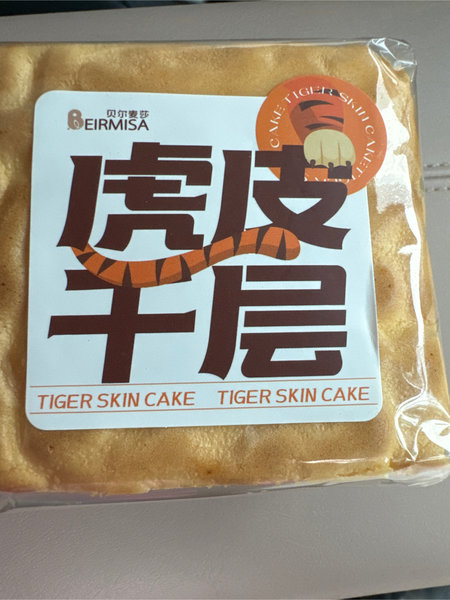 贝尔麦莎
BEIRMISA
CAKE TIGER SKIN CAKE
虎皮
千层
TIGER SKIN CAKE TIGER SKIN CAKE